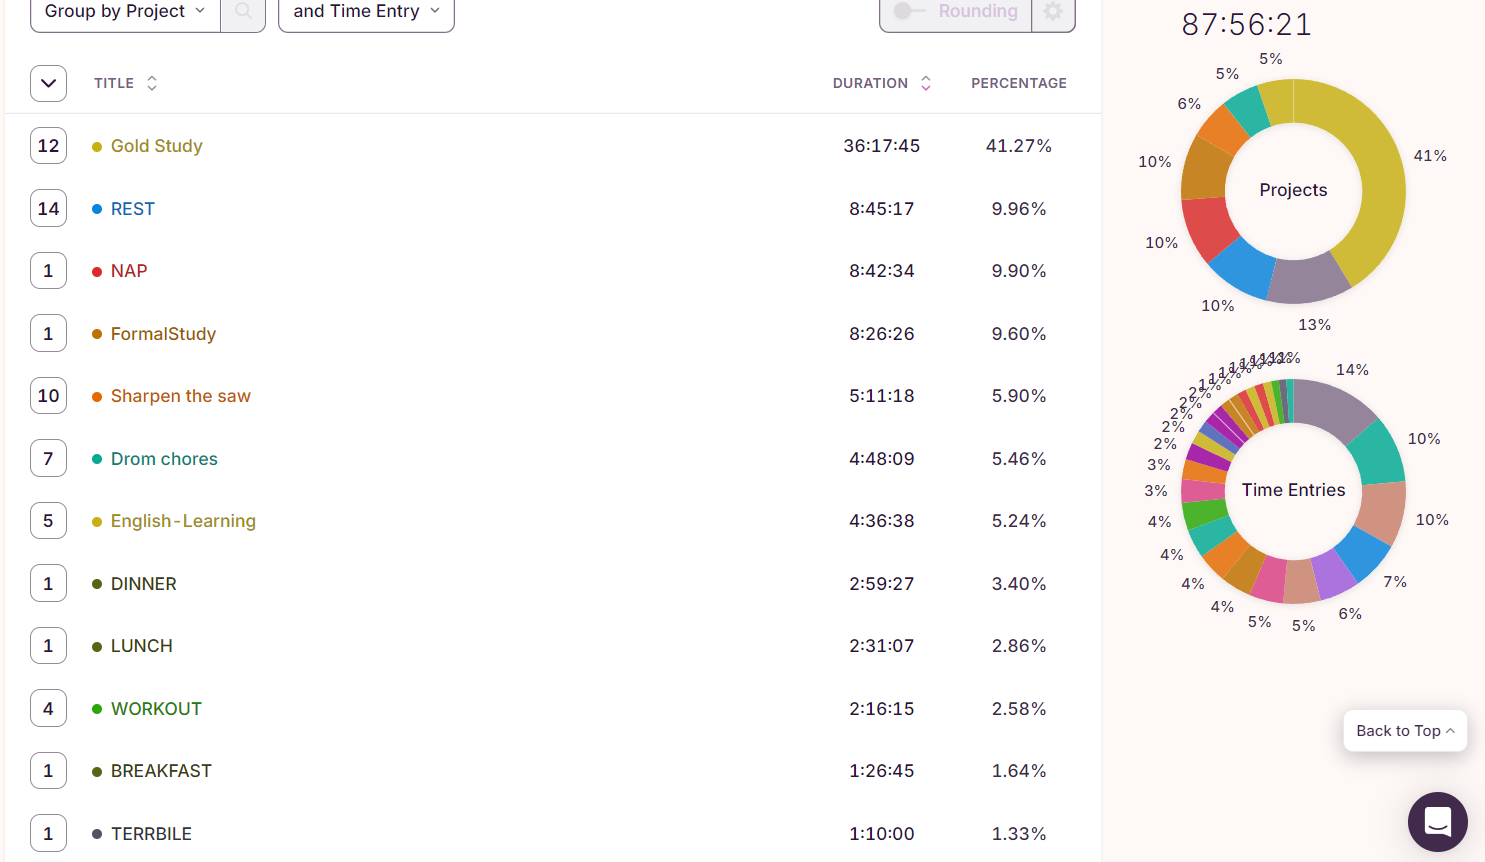 Group by Project
and Time Entry
Rounding
87:56:21
TITLE DURATION PERCENTAGE
12 Gold Study 36:17:45 41.27%
14 REST 8:45:17 9.96%
1 NAP 8:42:34 9.90%
1 FormalStudy 8:26:26 9.60%
10 Sharpen the saw 5:11:18 5.90%
7 Drom chores 4:48:09 5.46%
5 English-Learning 4:36:38 5.24%
1 DINNER 2:59:27 3.40%
1 LUNCH 2:31:07 2.86%
4 WORKOUT 2:16:15 2.58%
1 BREAKFAST 1:26:45 1.64%
1 TERRBILE 1:10:00 1.33%
5%
5%
6%
10%
41%
Projects
10%
10%
13%
14%
2%
2%
2%
2%
2%
10%
3%
3%
Time Entries
4%
10%
4%
4%
7%
4%
6%
5%
5%
Back to Top